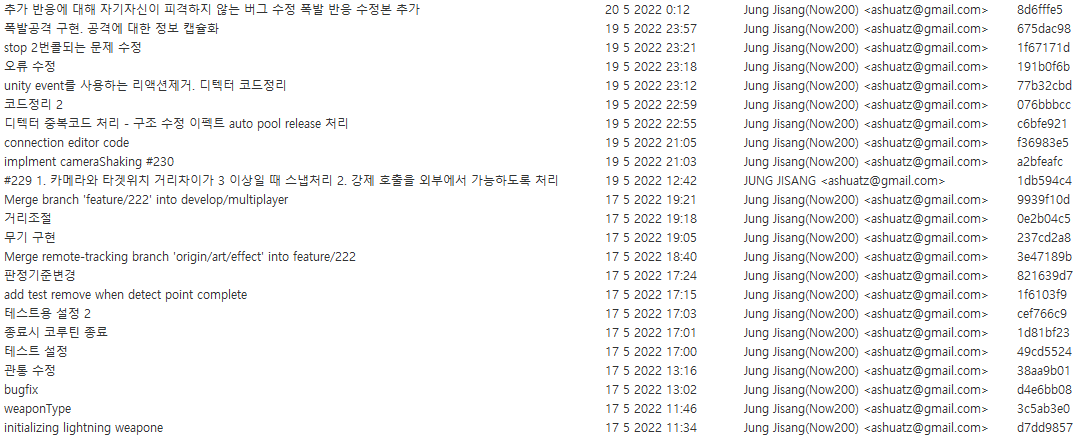 추가 반응에 대해 자기자신이 피격하지 않는 버그 수정 폭발 반응 수정본 추가 20 5 2022 0:12 Jung Jisang(Now200) <ashuatz@gmail.com> 8d6fffe5
폭발공격 구현. 공격에 대한 정보 캡슐화 19 5 2022 23:57 Jung Jisang(Now200) <ashuatz@gmail.com> 675dac98
stop 2번콜되는 문제 수정 19 5 2022 23:21 Jung Jisang(Now200) <ashuatz@gmail.com> 1f67171d
오류 수정 19 5 2022 23:18 Jung Jisang(Now200) <ashuatz@gmail.com> 191b0f6b
unity event를 사용하는 리액션제거. 디텍터 코드정리 19 5 2022 23:12 Jung Jisang(Now200) <ashuatz@gmail.com> 77b32cbd
코드정리 2 19 5 2022 22:59 Jung Jisang(Now200) <ashuatz@gmail.com> 076bbbcc
디텍터 중복코드 처리 - 구조 수정 이펙트 auto pool release 처리 19 5 2022 22:55 Jung Jisang(Now200) <ashuatz@gmail.com> c6bfe921
connection editor code 19 5 2022 21:05 Jung Jisang(Now200) <ashuatz@gmail.com> f36983e5
implment cameraShaking #230 19 5 2022 21:03 Jung Jisang(Now200) <ashuatz@gmail.com> a2bfeafc
#229 1. 카메라와 타겟위치 거리차이가 3 이상일 때 스냅처리 2. 강제 호출을 외부에서 가능하도록 처리 19 5 2022 12:42 JUNG JISANG <ashuatz@gmail.com> 1db594c4
Merge branch 'feature/222' into develop/multiplayer 17 5 2022 19:21 Jung Jisang(Now200) <ashuatz@gmail.com> 9939f10d
거리조절 17 5 2022 19:18 Jung Jisang(Now200) <ashuatz@gmail.com> 0e2b04c5
무기 구현 17 5 2022 19:05 Jung Jisang(Now200) <ashuatz@gmail.com> 237cd2a8
Merge remote-tracking branch 'origin/art/effect' into feature/222 17 5 2022 18:40 Jung Jisang(Now200) <ashuatz@gmail.com> 3e47189b
판정기준변경 17 5 2022 17:24 Jung Jisang(Now200) <ashuatz@gmail.com> 821639d7
add test remove when detect point complete 17 5 2022 17:15 Jung Jisang(Now200) <ashuatz@gmail.com> 1f6103f9
테스트용 설정 2 17 5 2022 17:03 Jung Jisang(Now200) <ashuatz@gmail.com> cef766c9
종료시 코루틴 종료 17 5 2022 17:01 Jung Jisang(Now200) <ashuatz@gmail.com> 1d81bf23
테스트 설정 17 5 2022 17:00 Jung Jisang(Now200) <ashuatz@gmail.com> 49cd5524
관통 수정 17 5 2022 13:16 Jung Jisang(Now200) <ashuatz@gmail.com> 38aa9b01
bugfix 17 5 2022 13:02 Jung Jisang(Now200) <ashuatz@gmail.com> d4e6bb08
weaponType 17 5 2022 11:46 Jung Jisang(Now200) <ashuatz@gmail.com> 3c5ab3e0
initializing lightning weapone 17 5 2022 11:34 Jung Jisang(Now200) <ashuatz@gmail.com> d7dd9857